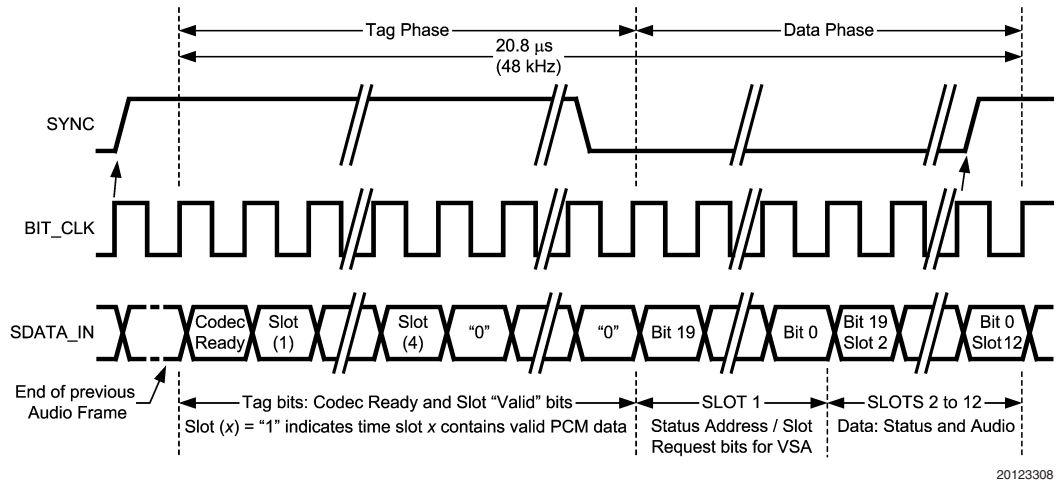 Tag Phase
Data Phase
20.8 μs
(48 kHz)
SYNC
BIT_CLK
SDATA_IN
Codec
Ready
Slot
(1)
Slot
(4)
“0”
“0”
Bit 19
Bit 0
Bit 19
Slot 2
Bit 0
Slot12
End of previous
Audio Frame
Tag bits: Codec Ready and Slot “Valid” bits
Slot (x) = “1” indicates time slot x contains valid PCM data
SLOT 1
Status Address / Slot
Request bits for VSA
SLOTS 2 to 12
Data: Status and Audio
20123308